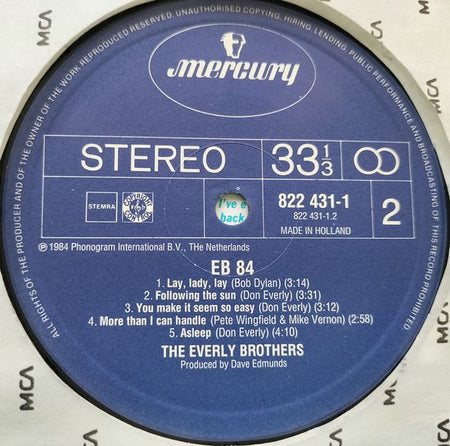 ALL RIGHTS OF THE PRODUCER AND OF THE OWNER OF THE WORK REPRODUCED RESERVED. UNAUTHORISED COPYING, HIRING, LENDING, PUBLIC PERFORMANCE AND BROADCASTING OF THIS RECORD PROHIBITED
MCA
MCA
MCA
MCA
MCA
mercury
STEREO
33 1/3
STEMRA
COPYRIGHT CONTROL
I've e
back
822 431-1
822 431-1.2
MADE IN HOLLAND
2
℗ 1984 Phonogram International B.V., THe Netherlands
EB 84
1. Lay, lady, lay (Bob Dylan) (3:14)
2. Following the sun (Don Everly) (3:31)
3. You make it seem so easy (Don Everly) (3:12)
4. More than I can handle (Pete Wingfield & Mike Vernon) (2:58)
5. Asleep (Don Everly) (4:10)
THE EVERLY BROTHERS
Produced by Dave Edmunds